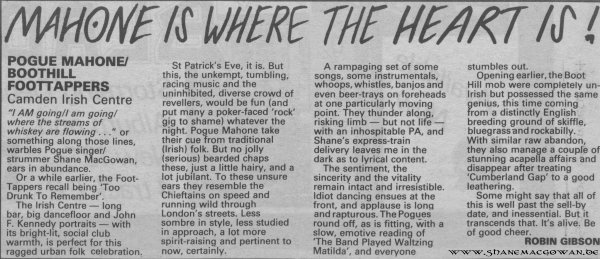 MAHONE IS WHERE THE HEART IS!
POGUE MAHONE/
BOOTHILL
FOOTTAPPERS
Camden Irish Centre
"I AM going/I am going/
where the streams of
whiskey are flowing . . ." or
something along those lines,
warbles Pogue singer/
strummer Shane MacGowan,
ears in abundance.
Or a while earlier, the Foot-
Tappers recall being 'Too
Drunk To Remember'.
The Irish Centre — long
bar, big dancefloor and John
F. Kennedy portraits — with
its bright-lit, social club
warmth, is perfect for this
ragged urban folk celebration.
St Patrick's Eve, it is. But
this, the unkempt, tumbling,
racing music and the
uninhibited, diverse crowd of
revellers, would be fun (and
put many a poker-faced 'rock'
gig to shame) whatever the
night. Pogue Mahone take
their cue from traditional
(Irish) folk. But no jolly
(serious) bearded chaps
these, just a little hairy, and a
lot jubilant. To these unsure
ears they resemble the
Chieftains on speed and
running wild through
London's streets. Less
sombre in style, less studied
in approach, a lot more
spirit-raising and pertinent to
now, certainly.
A rampaging set of some
songs, some instrumentals,
whoops, whistles, banjos and
even beer-trays on foreheads
at one particularly moving
point. They thunder along,
risking limb — but not life —
with an inhospitable PA, and
Shane's express-train
delivery leaves me in the
dark as to lyrical content.
The sentiment, the
sincerity and the vitality
remain intact and irresistible.
Idiot dancing ensues at the
front, and applause is long
and rapturous. The Pogues
round off, as is fitting, with a
slow, emotive reading of
'The Band Played Waltzing
Matilda', and everyone
stumbles out.
Opening earlier, the Boot
Hill mob were completely un-
Irish but possessed the same
genius, this time coming
from a distinctly English
breeding ground of skiffle,
bluegrass and rockabilly.
With similar raw abandon,
they also manage a couple of
stunning acapella affairs and
disappear after treating
'Cumberland Gap' to a good
leathering.
Some might say that all of
this is well past the sell-by
date, and inessential. But it
transcends that. It's alive. Be
of good cheer.
ROBIN GIBSON
WWW.SHANEMACGOWAN.DE